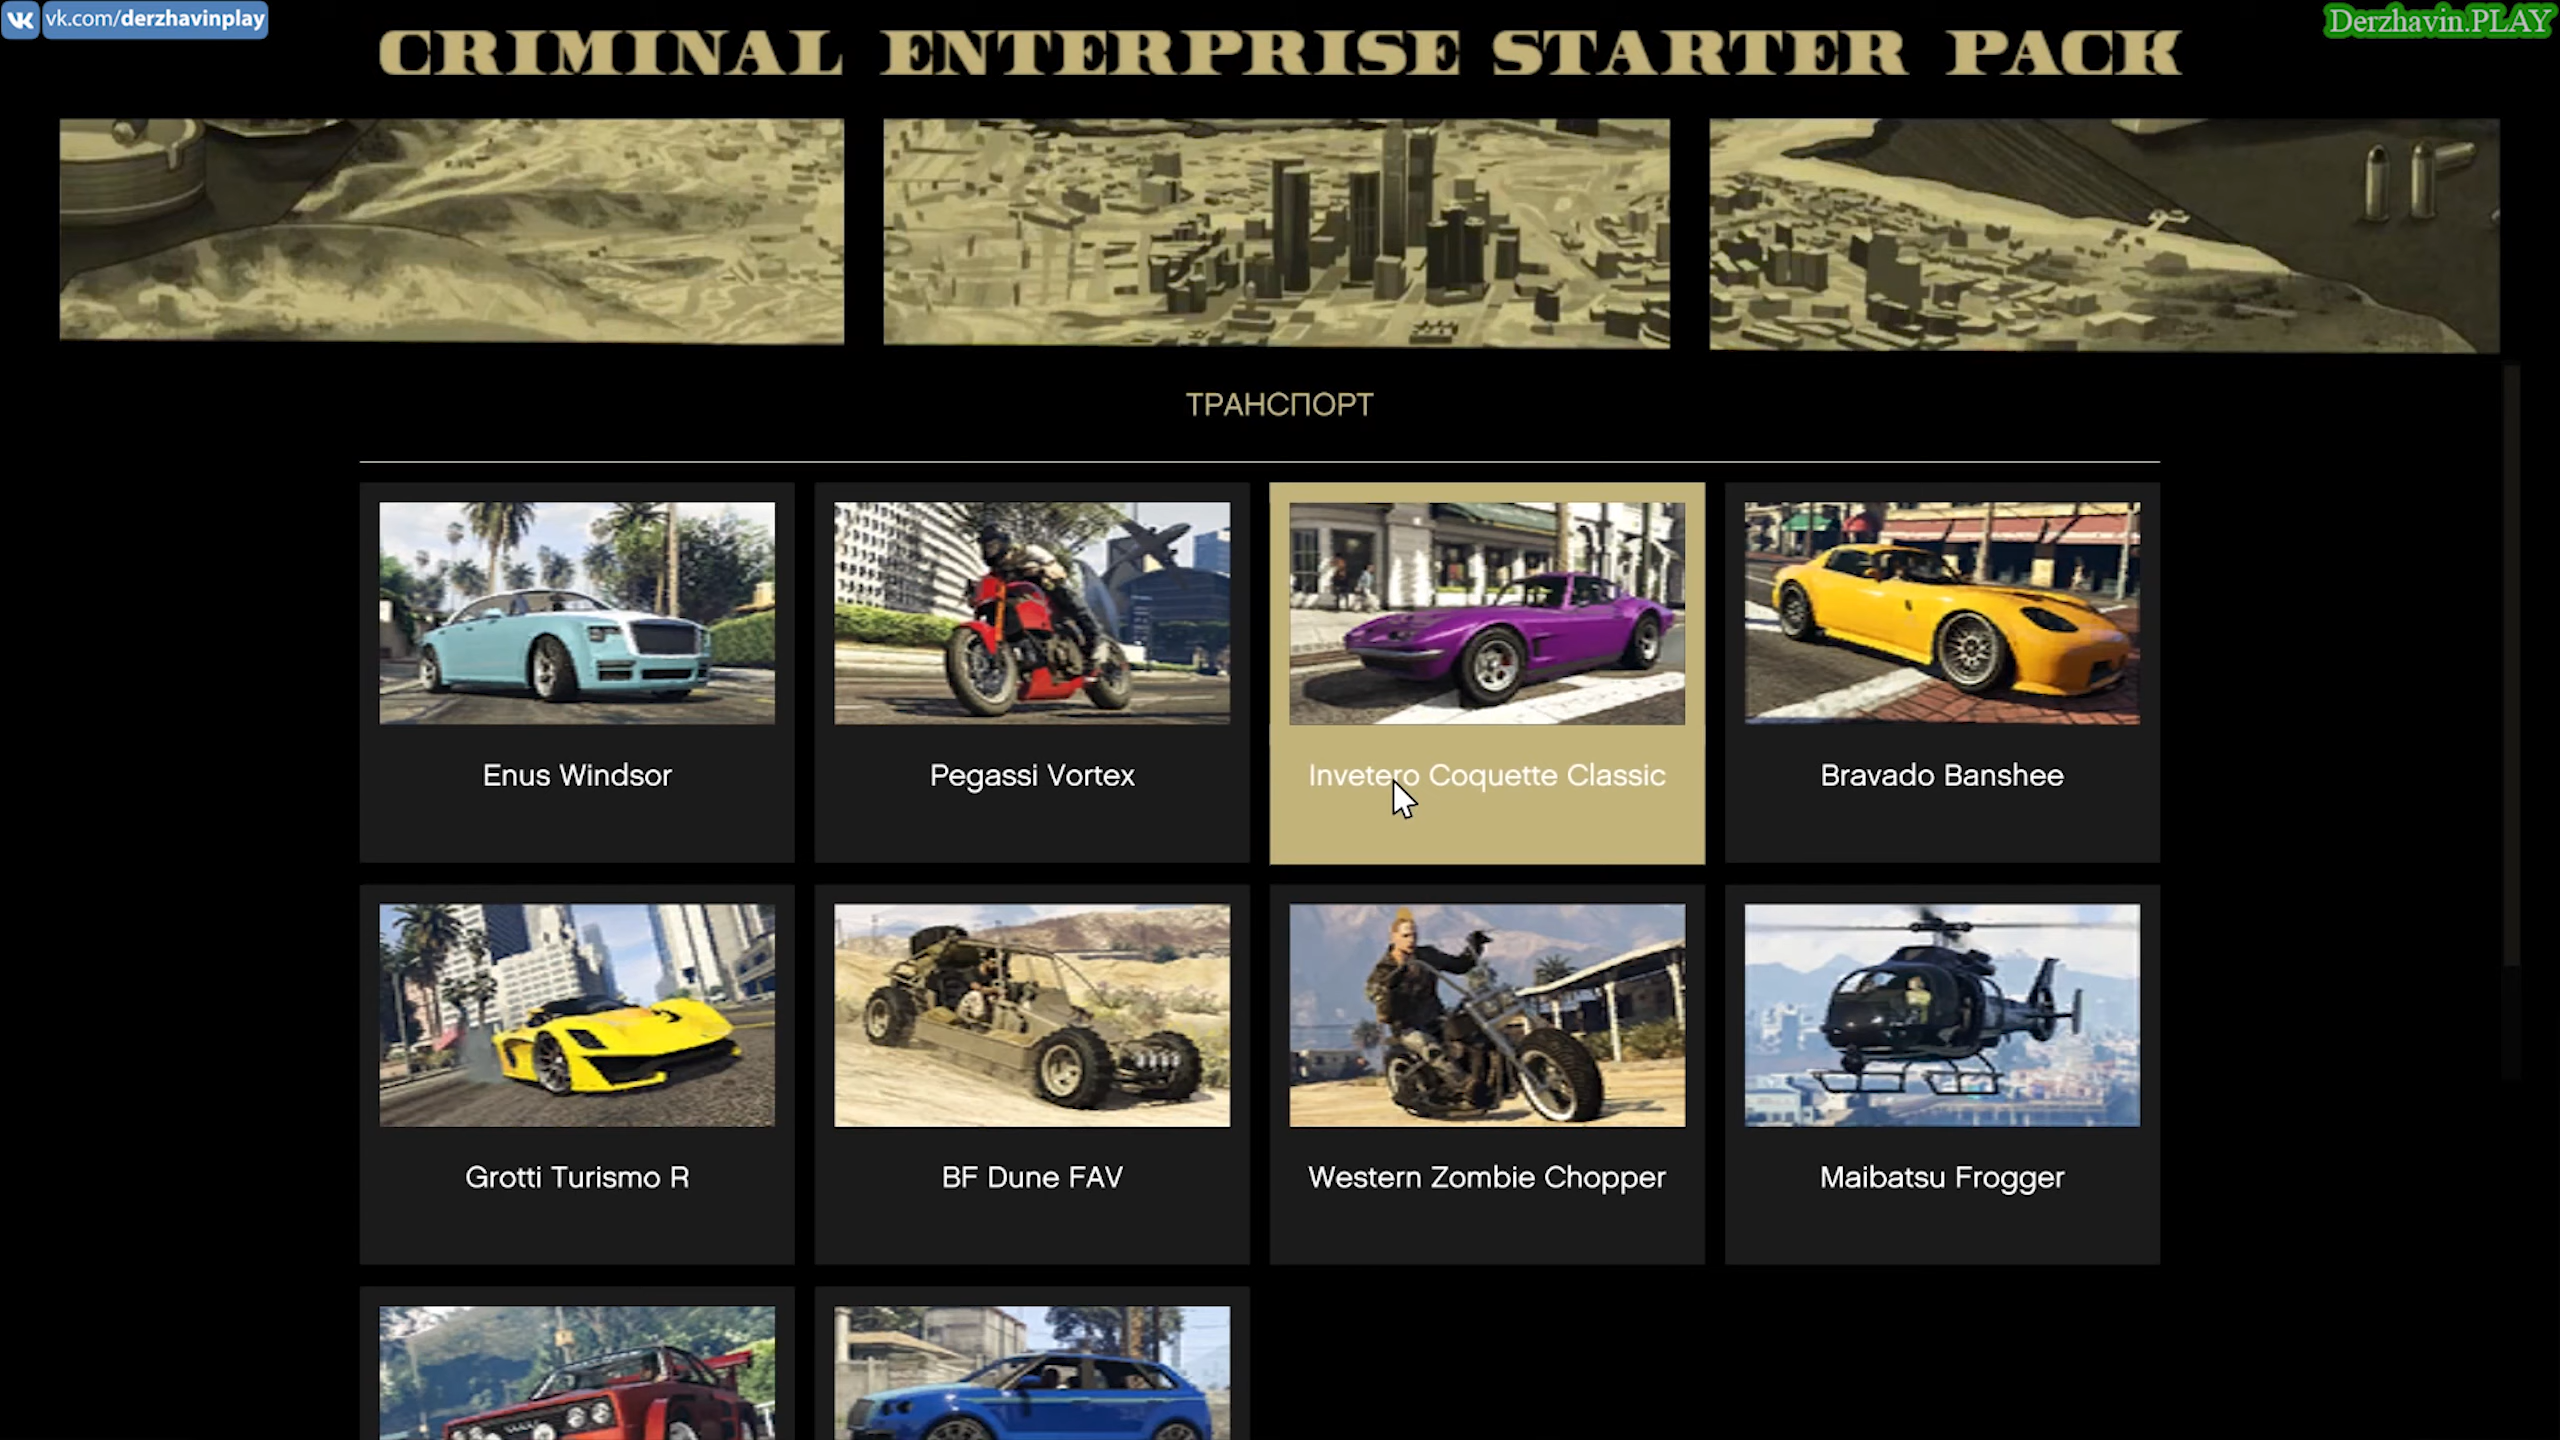 vk.com/derzhavinplay
Derzhavin.PLAY
CRIMINAL ENTERPRISE STARTER PACK
ТРАНСПОРТ
Enus Windsor
Pegassi Vortex
Invetero Coquette Classic
Bravado Banshee
Grotti Turismo R
BF Dune FAV
Western Zombie Chopper
Maibatsu Frogger